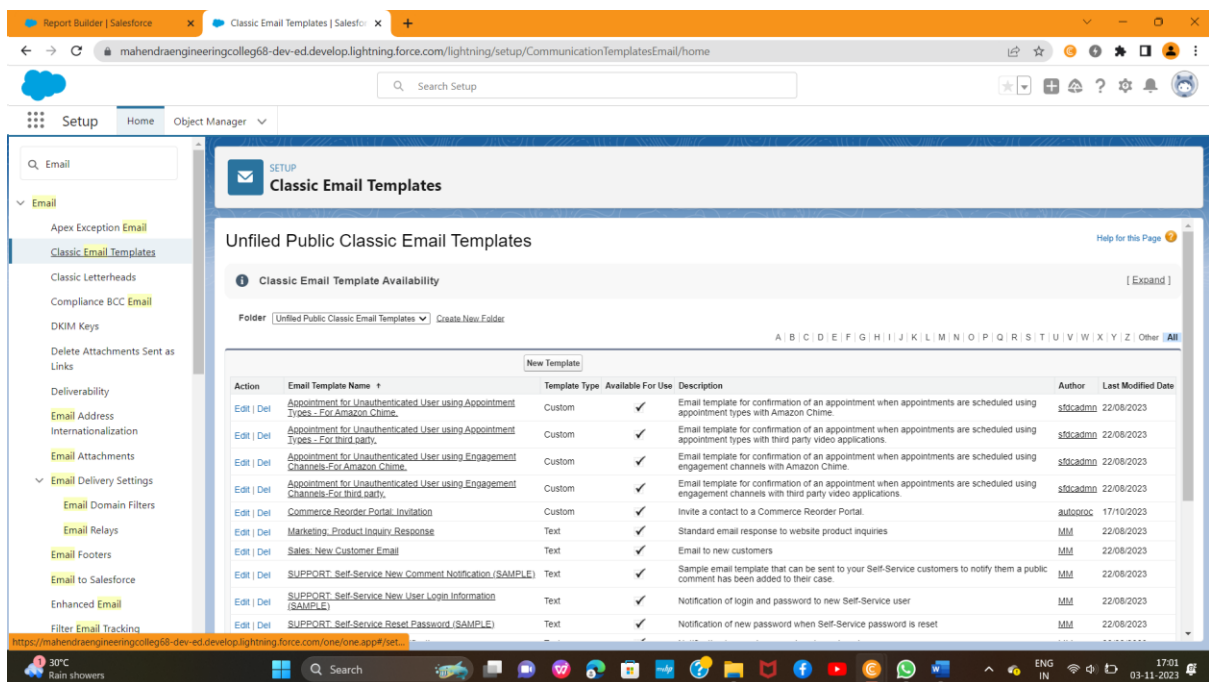 Report Builder | Salesforce
Classic Email Templates | Salesfor
mahendraengineeringcolleg68-dev-ed.develop.lightning.force.com/lightning/setup/CommunicationTemplatesEmail/home
Search Setup
Setup Home Object Manager
Email
SETUP
Classic Email Templates
Email
Apex Exception Email
Classic Email Templates
Classic Letterheads
Compliance BCC Email
DKIM Keys
Delete Attachments Sent as
Links
Deliverability
Email Address
Internationalization
Email Attachments
Email Delivery Settings
Email Domain Filters
Email Relays
Email Footers
Email to Salesforce
Enhanced Email
Filter Email Tracking
Unfiled Public Classic Email Templates
Help for this Page
Classic Email Template Availability
[ Expand ]
Folder Unfiled Public Classic Email Templates Create New Folder
A | B | C | D | E | F | G | H | I | J | K | L | M | N | O | P | Q | R | S | T | U | V | W | X | Y | Z | Other All
New Template
Action Email Template Name Template Type Available For Use Description Author Last Modified Date
Edit | Del Appointment for Unauthenticated User using Appointment Types - For Amazon Chime. Custom Email template for confirmation of an appointment when appointments are scheduled using appointment types with Amazon Chime. sfdcadmn 22/08/2023
Edit | Del Appointment for Unauthenticated User using Appointment Types - For third party. Custom Email template for confirmation of an appointment when appointments are scheduled using appointment types with third party video applications. sfdcadmn 22/08/2023
Edit | Del Appointment for Unauthenticated User using Engagement Channels-For Amazon Chime. Custom Email template for confirmation of an appointment when appointments are scheduled using engagement channels with Amazon Chime. sfdcadmn 22/08/2023
Edit | Del Appointment for Unauthenticated User using Engagement Channels-For third party. Custom Email template for confirmation of an appointment when appointments are scheduled using engagement channels with third party video applications. sfdcadmn 22/08/2023
Edit | Del Commerce Reorder Portal: Invitation Custom Invite a contact to a Commerce Reorder Portal. autoproc 17/10/2023
Edit | Del Marketing: Product Inquiry Response Text Standard email response to website product inquiries MM 22/08/2023
Edit | Del Sales: New Customer Email Text Email to new customers MM 22/08/2023
Edit | Del SUPPORT: Self-Service New Comment Notification (SAMPLE) Text Sample email template that can be sent to your Self-Service customers to notify them a public comment has been added to their case. MM 22/08/2023
Edit | Del SUPPORT: Self-Service New User Login Information (SAMPLE) Text Notification of login and password to new Self-Service user MM 22/08/2023
Edit | Del SUPPORT: Self-Service Reset Password (SAMPLE) Text Notification of new password when Self-Service password is reset MM 22/08/2023
https://mahendraengineeringcolleg68-dev-ed.develop.lightning.force.com/one/one.app#/set...
1
30°C
Rain showers
Search
ENG
IN
17:01
03-11-2023